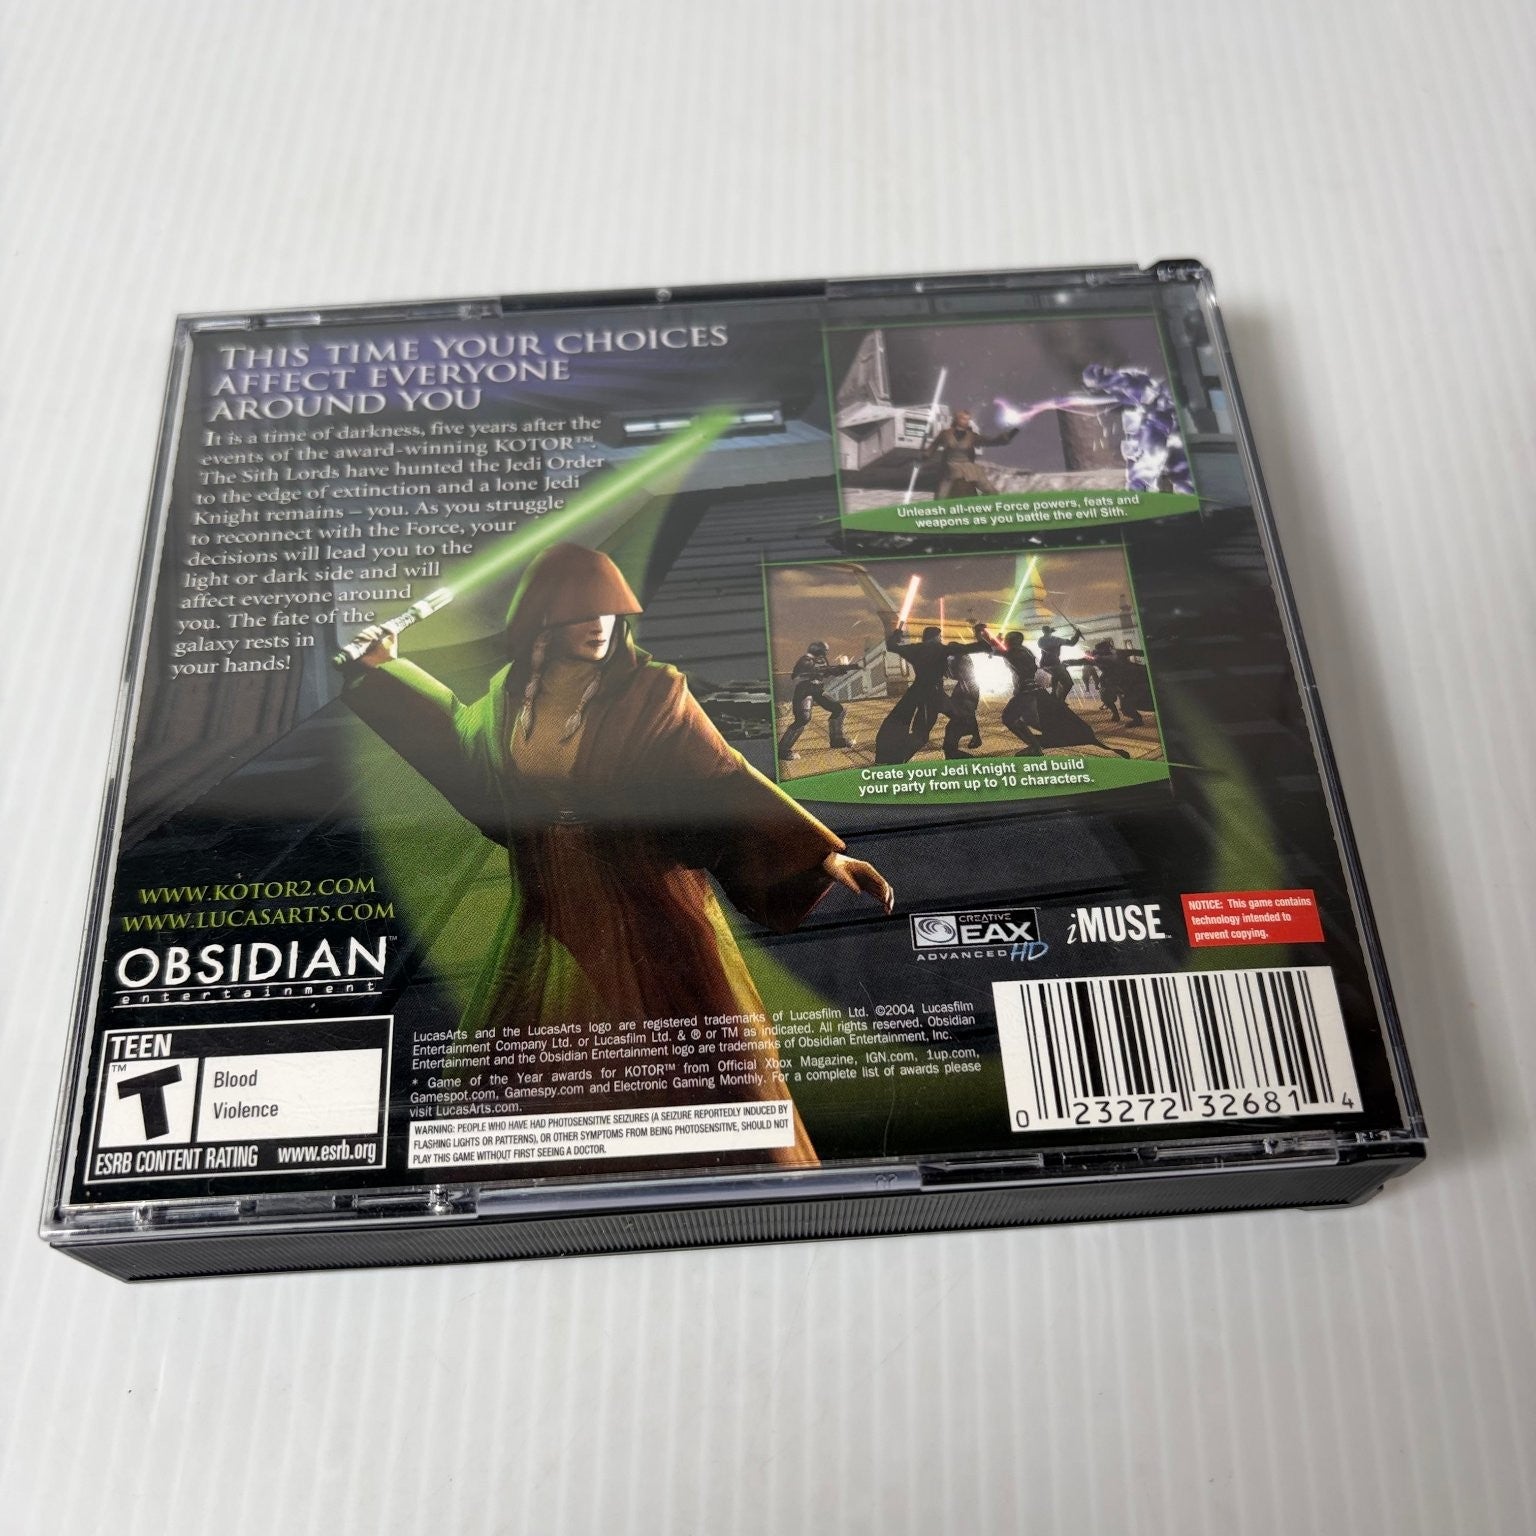 THIS TIME YOUR CHOICES
AFFECT EVERYONE
AROUND YOU
It is a time of darkness, five years after the
events of the award-winning KOTOR™.
The Sith Lords have hunted the Jedi Order
to the edge of extinction and a lone Jedi
Knight remains – you. As you struggle
to reconnect with the Force, your
decisions will lead you to the
light or dark side and will
affect everyone around
you. The fate of the
galaxy rests in
your hands!
Unleash all-new Force powers, feats and
weapons as you battle the evil Sith.
Create your Jedi Knight and build
your party from up to 10 characters.
WWW.KOTOR2.COM
WWW.LUCASARTS.COM
OBSIDIAN™
entertainment
CREATIVE
EAX
ADVANCED HD
iMUSE™
NOTICE: This game contains
technology intended to
prevent copying.
TEEN
T™
Blood
Violence
ESRB CONTENT RATING www.esrb.org
LucasArts and the LucasArts logo are registered trademarks of Lucasfilm Ltd. ©2004 Lucasfilm
Entertainment Company Ltd. or Lucasfilm Ltd. & ® or TM as indicated. All rights reserved. Obsidian
Entertainment and the Obsidian Entertainment logo are trademarks of Obsidian Entertainment, Inc.
* Game of the Year awards for KOTOR™ from Official Xbox Magazine, IGN.com, 1up.com,
Gamespot.com, Gamespy.com and Electronic Gaming Monthly. For a complete list of awards please
visit LucasArts.com.
WARNING: PEOPLE WHO HAVE HAD PHOTOSENSITIVE SEIZURES (A SEIZURE REPORTEDLY INDUCED BY
FLASHING LIGHTS OR PATTERNS), OR OTHER SYMPTOMS FROM BEING PHOTOSENSITIVE, SHOULD NOT
PLAY THIS GAME WITHOUT FIRST SEEING A DOCTOR.
0 23272 32681 4